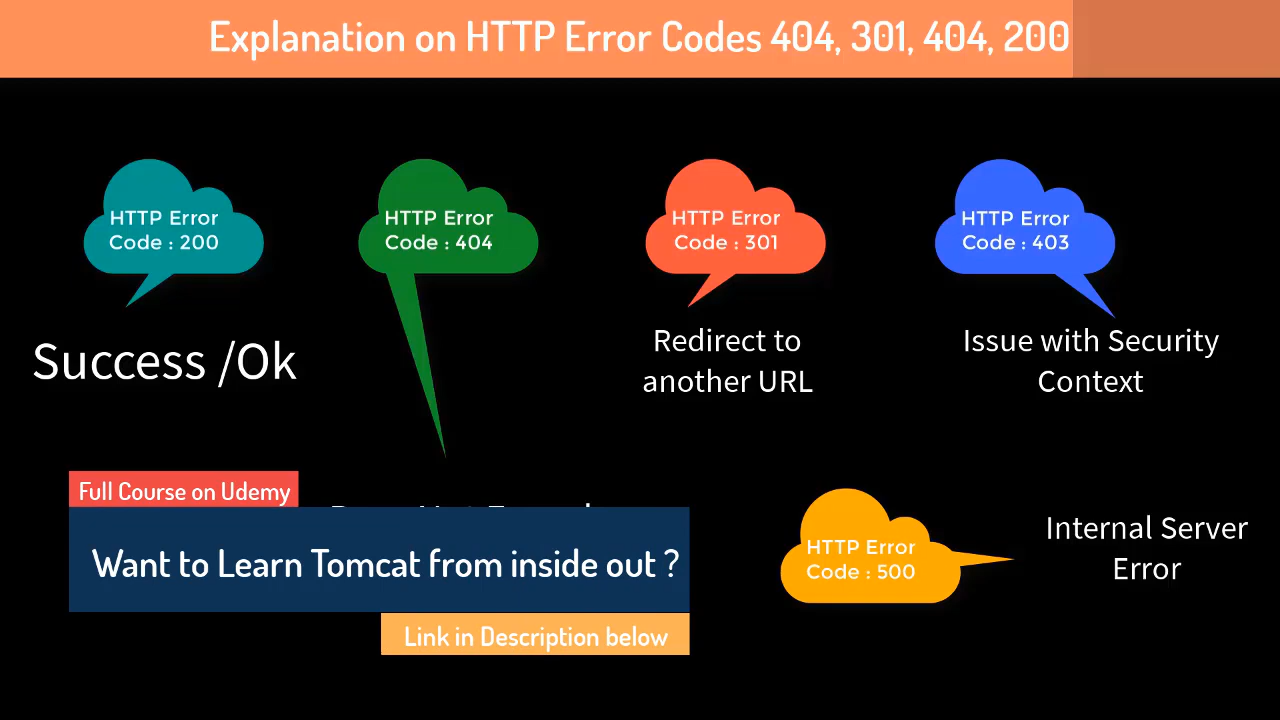 Explanation on HTTP Error Codes 404, 301, 404, 200
HTTP Error
Code : 200
HTTP Error
Code : 404
HTTP Error
Code : 301
HTTP Error
Code : 403
Success /Ok
Redirect to
another URL
Issue with Security
Context
Full Course on Udemy
Want to Learn Tomcat from inside out ?
Link in Description below
HTTP Error
Code : 500
Internal Server
Error